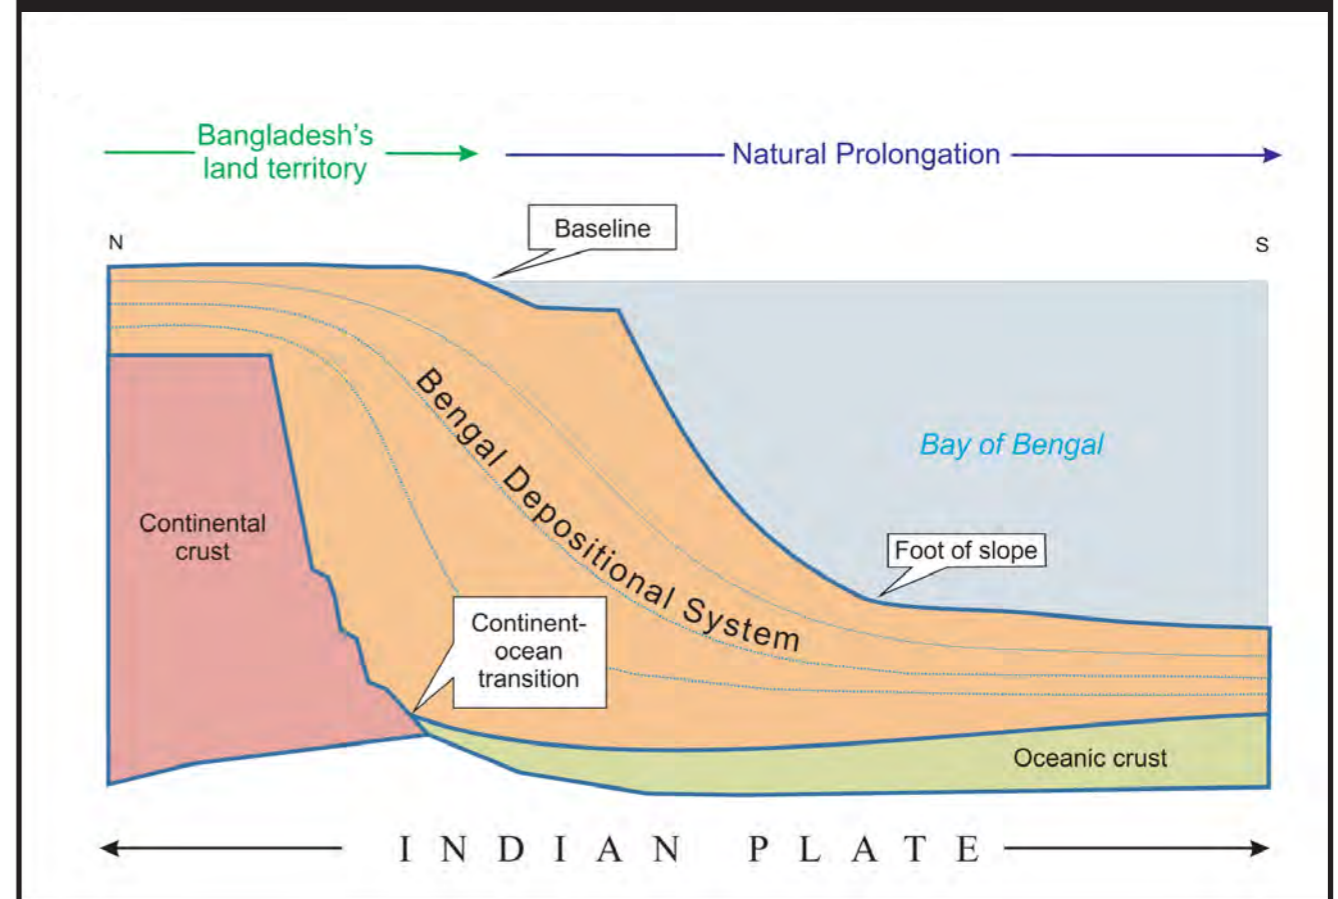 Bangladesh's
land territory
Natural Prolongation
Baseline
N
S
Bengal Depositional System
Bay of Bengal
Continental
crust
Foot of slope
Continent-
ocean
transition
Oceanic crust
INDIAN PLATE